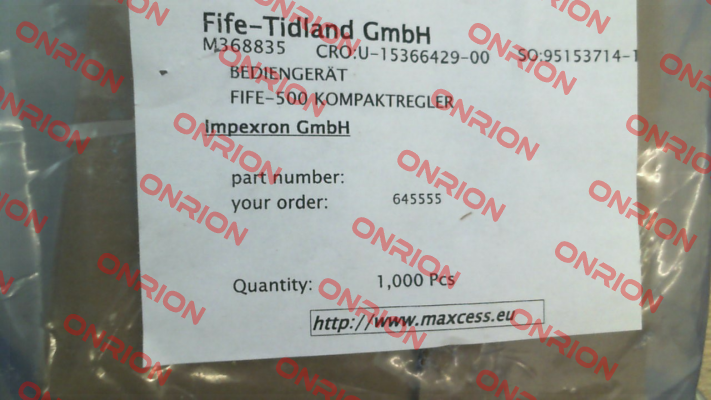 Fife-Tidland GmbH
M368835 CRO:U-15366429-00 SO:95153714-1
BEDIENGERÄT
FIFE-500 KOMPAKTREGLER
Impexron GmbH
part number:
your order: 645555
Quantity: 1,000 Pcs
http://www.maxcess.eu
ONRION